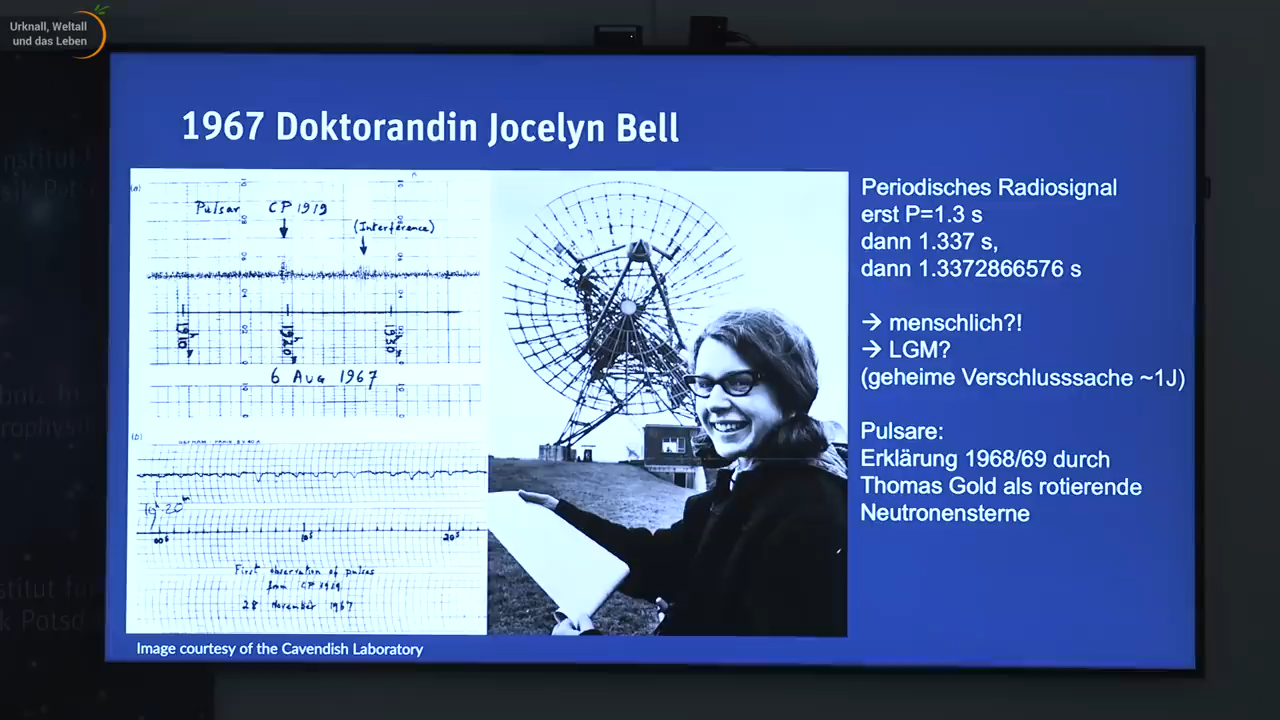 Urknall, Weltall
und das Leben
1967 Doktorandin Jocelyn Bell
(a)
Pulsar CP 1919
(Interference)
19h10m
19h20m
19h30m
6 Aug 1967
(b)
19h20m
00s
10s
20s
First observation of pulses
from CP 1919
28 November 1967
Image courtesy of the Cavendish Laboratory
Periodisches Radiosignal
erst P=1.3 s
dann 1.337 s,
dann 1.3372866576 s
→ menschlich?!
→ LGM?
(geheime Verschlusssache ~1J)
Pulsare:
Erklärung 1968/69 durch
Thomas Gold als rotierende
Neutronensterne